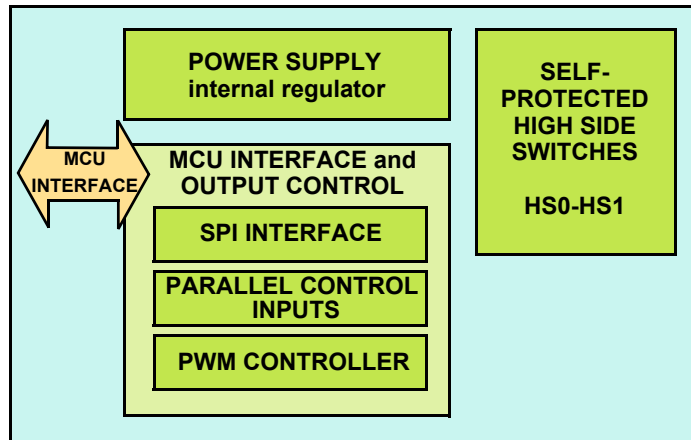 POWER SUPPLY
internal regulator
SELF-
PROTECTED
HIGH SIDE
SWITCHES
HS0-HS1
MCU
INTERFACE
MCU INTERFACE and
OUTPUT CONTROL
SPI INTERFACE
PARALLEL CONTROL
INPUTS
PWM CONTROLLER